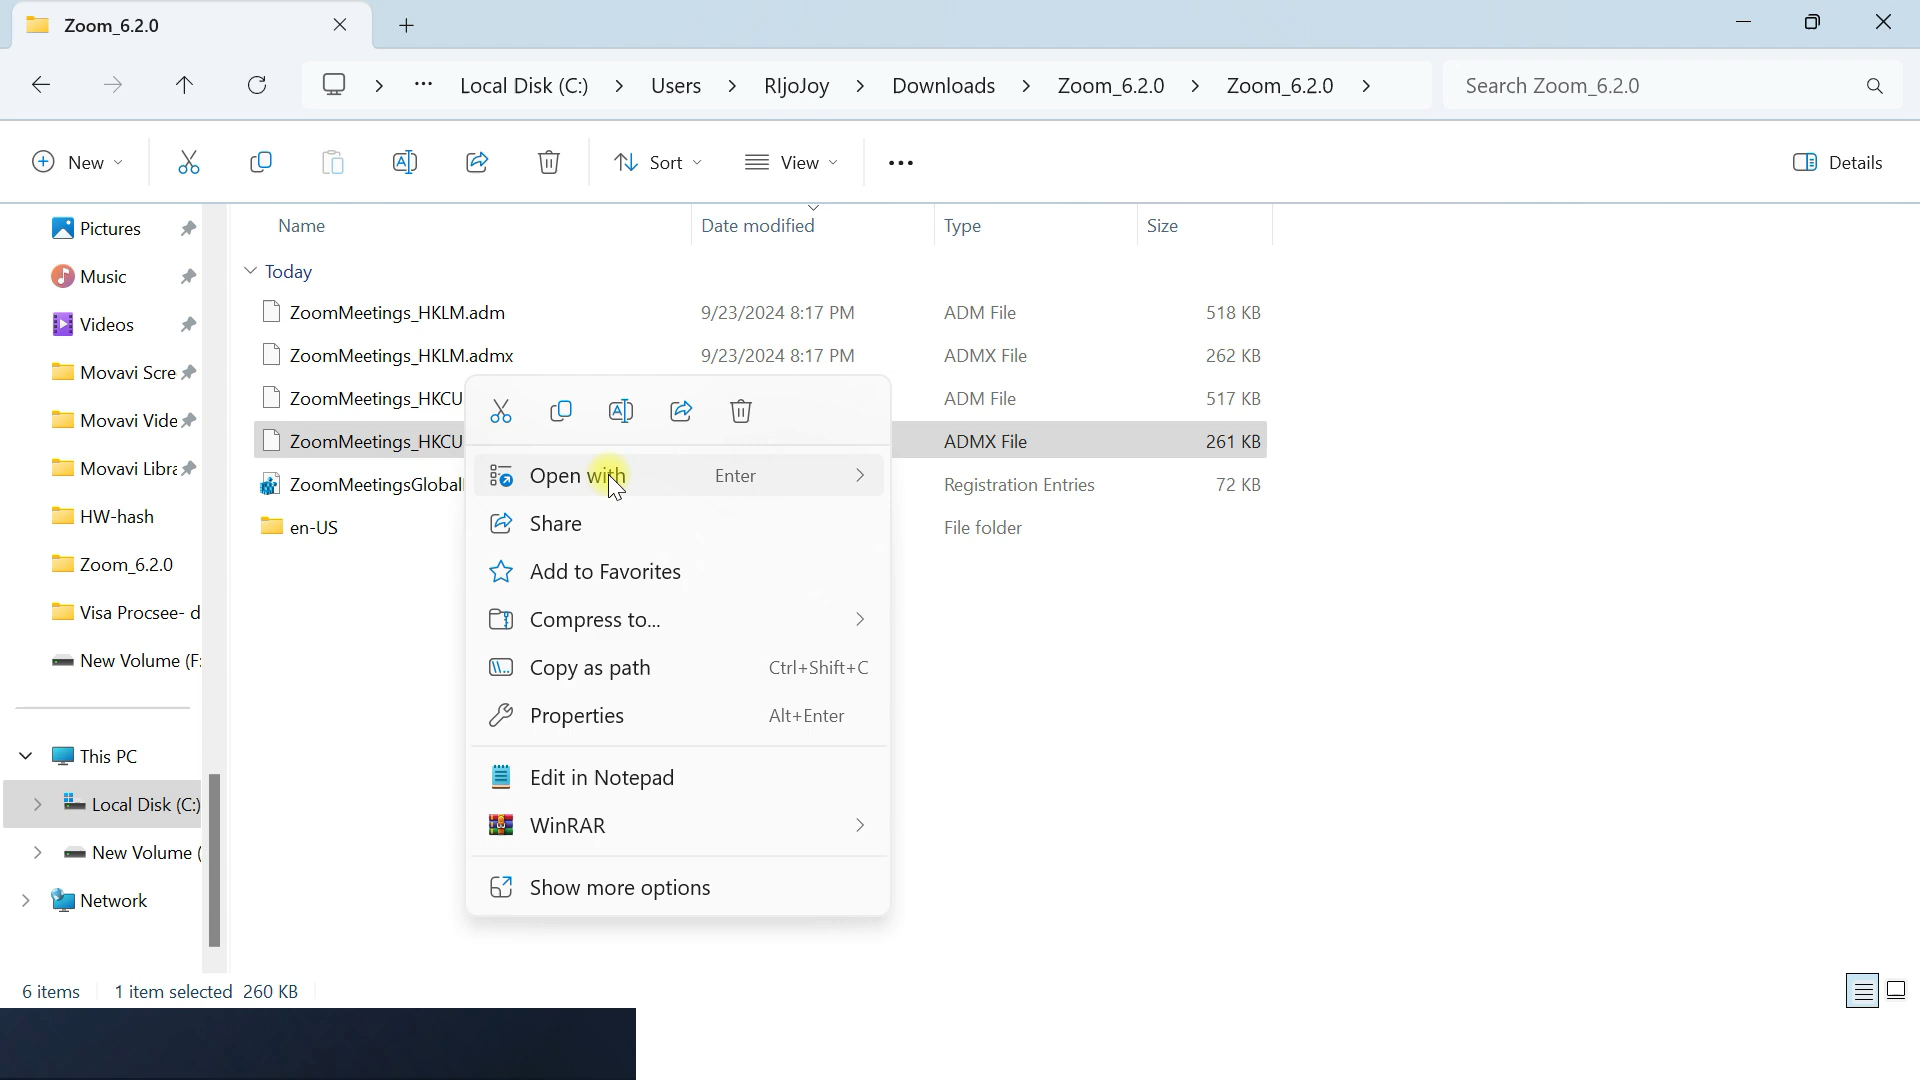 Zoom_6.2.0
Local Disk (C:) Users RIjoJoy Downloads Zoom_6.2.0 Zoom_6.2.0 Search Zoom_6.2.0
New Sort View Details
Name Date modified Type Size
Pictures
Music
Videos
Movavi Scre
Movavi Vide
Movavi Libra
HW-hash
Zoom_6.2.0
Visa Procsee- d
New Volume (F:
This PC
Local Disk (C:)
New Volume (
Network
Today
ZoomMeetings_HKLM.adm 9/23/2024 8:17 PM ADM File 518 KB
ZoomMeetings_HKLM.admx 9/23/2024 8:17 PM ADMX File 262 KB
ZoomMeetings_HKCU ADM File 517 KB
ZoomMeetings_HKCU ADMX File 261 KB
ZoomMeetingsGlobal Registration Entries 72 KB
en-US File folder
Open with Enter
Share
Add to Favorites
Compress to...
Copy as path Ctrl+Shift+C
Properties Alt+Enter
Edit in Notepad
WinRAR
Show more options
6 items 1 item selected 260 KB